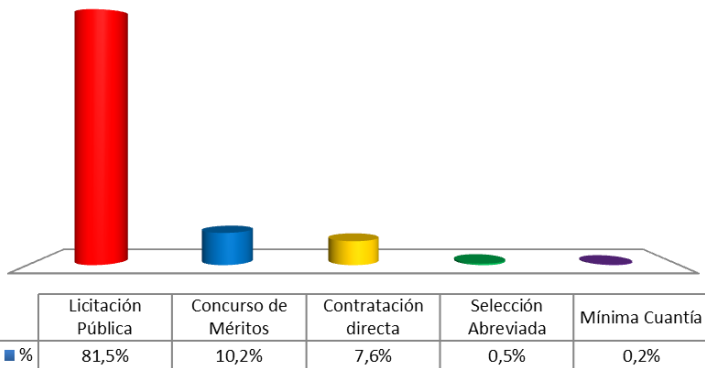 Licitación Pública
Concurso de Méritos
Contratación directa
Selección Abreviada
Mínima Cuantía
% 81,5% 10,2% 7,6% 0,5% 0,2%